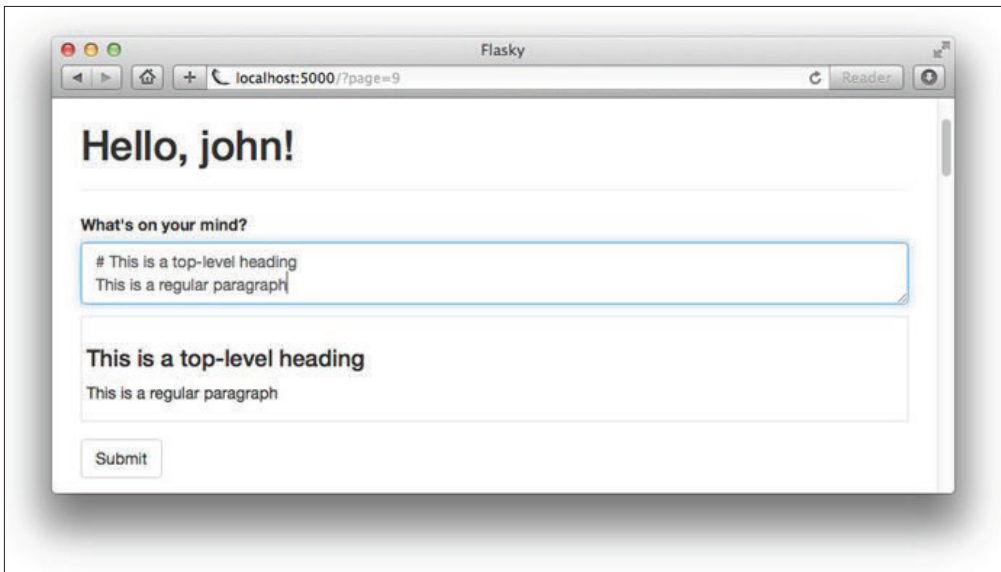 Flasky
localhost:5000/?page=9
Reader
Hello, john!
What's on your mind?
# This is a top-level heading
This is a regular paragraph
This is a top-level heading
This is a regular paragraph
Submit